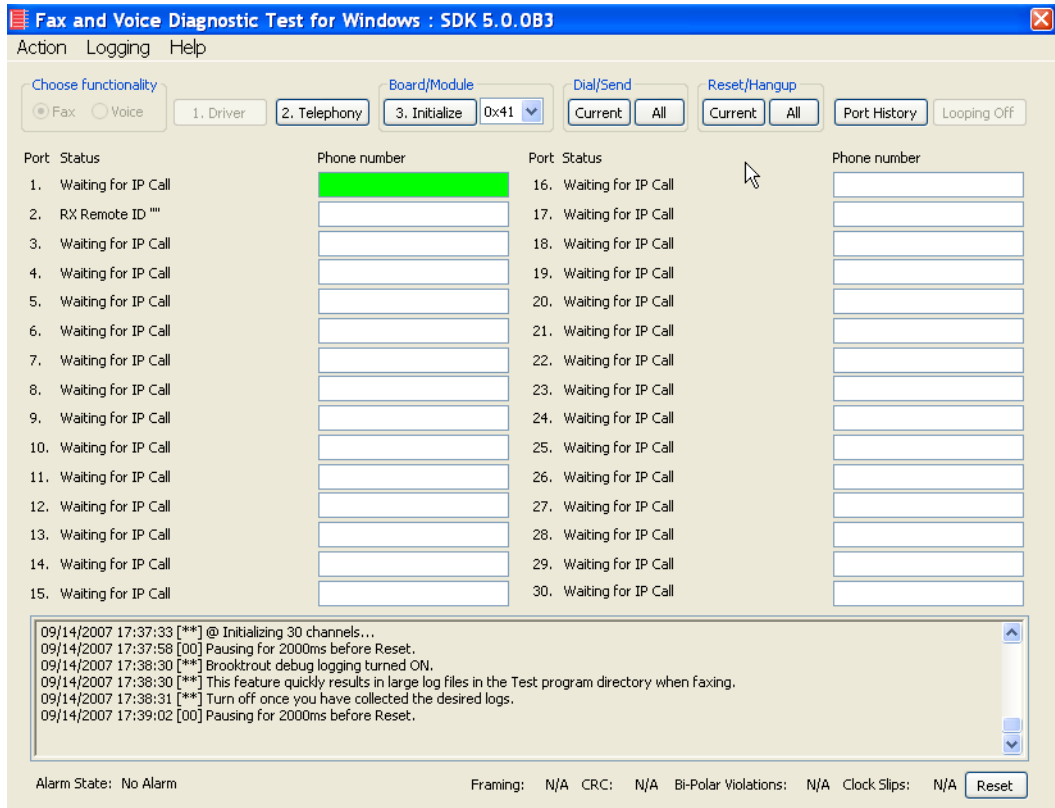 Fax and Voice Diagnostic Test for Windows : SDK 5.0.0B3
Action Logging Help
Choose functionality Board/Module Dial/Send Reset/Hangup
Fax Voice 1. Driver 2. Telephony 3. Initialize 0x41 Current All Current All Port History Looping Off
Port Status Phone number Port Status Phone number
1. Waiting for IP Call 16. Waiting for IP Call
2. RX Remote ID "" 17. Waiting for IP Call
3. Waiting for IP Call 18. Waiting for IP Call
4. Waiting for IP Call 19. Waiting for IP Call
5. Waiting for IP Call 20. Waiting for IP Call
6. Waiting for IP Call 21. Waiting for IP Call
7. Waiting for IP Call 22. Waiting for IP Call
8. Waiting for IP Call 23. Waiting for IP Call
9. Waiting for IP Call 24. Waiting for IP Call
10. Waiting for IP Call 25. Waiting for IP Call
11. Waiting for IP Call 26. Waiting for IP Call
12. Waiting for IP Call 27. Waiting for IP Call
13. Waiting for IP Call 28. Waiting for IP Call
14. Waiting for IP Call 29. Waiting for IP Call
15. Waiting for IP Call 30. Waiting for IP Call
09/14/2007 17:37:33 [**] @ Initializing 30 channels...
09/14/2007 17:37:58 [00] Pausing for 2000ms before Reset.
09/14/2007 17:38:30 [**] Brooktrout debug logging turned ON.
09/14/2007 17:38:30 [**] This feature quickly results in large log files in the Test program directory when faxing.
09/14/2007 17:38:31 [**] Turn off once you have collected the desired logs.
09/14/2007 17:39:02 [00] Pausing for 2000ms before Reset.
Alarm State: No Alarm Framing: N/A CRC: N/A Bi-Polar Violations: N/A Clock Slips: N/A Reset